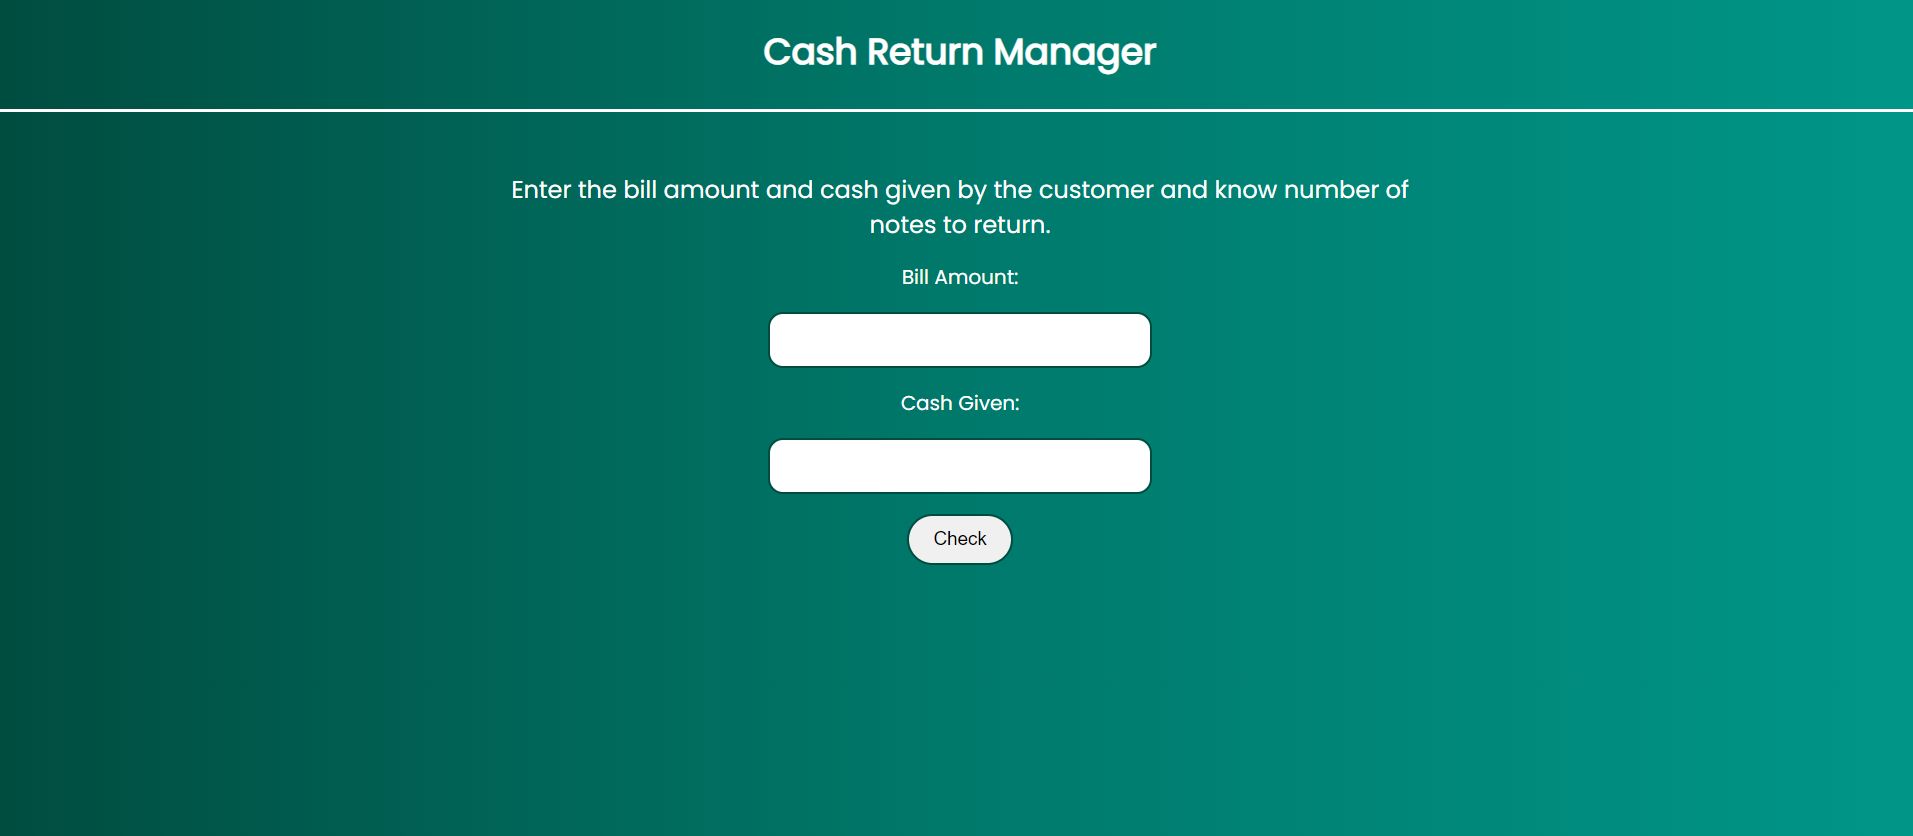 Cash Return Manager
Enter the bill amount and cash given by the customer and know number of
notes to return.
Bill Amount:
Cash Given:
Check